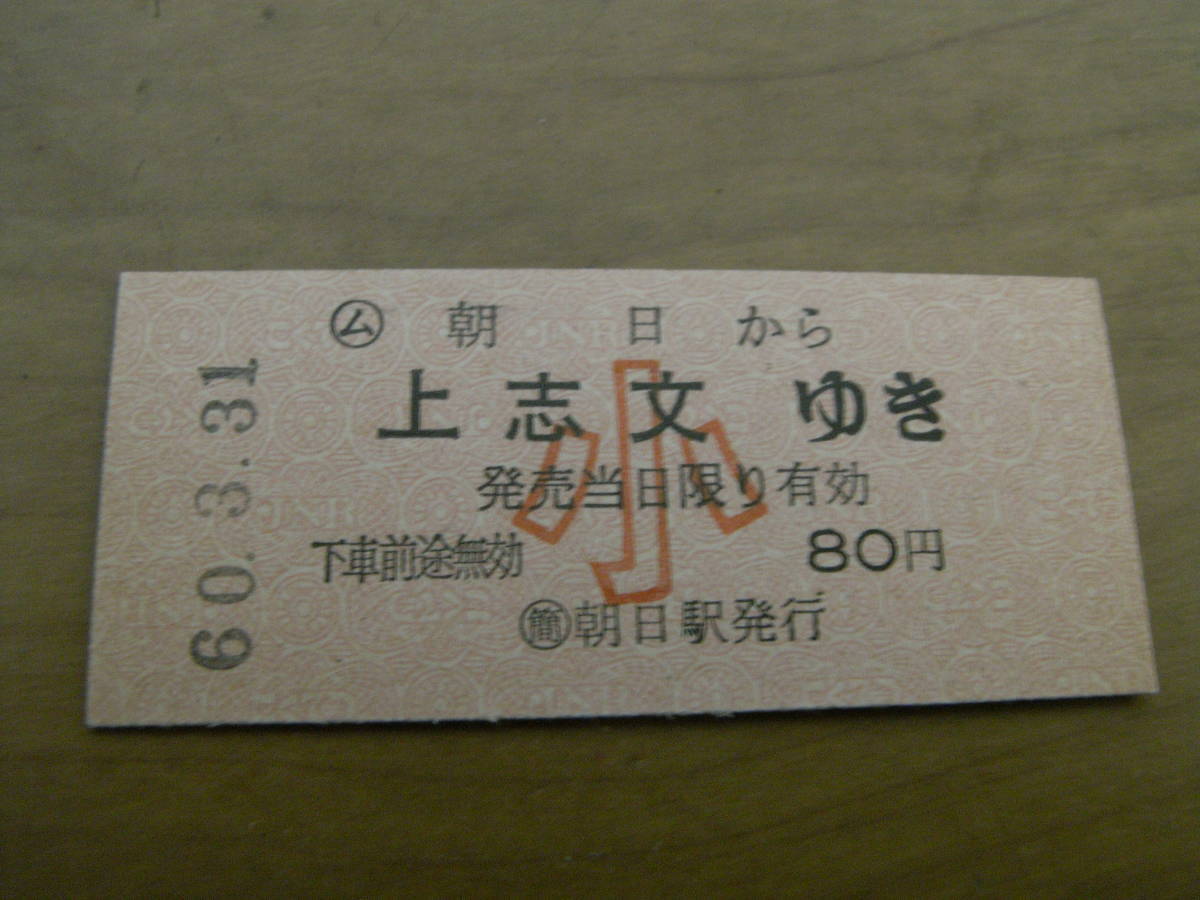 ㋰ 朝 日 から
上志文 ゆき
小
発売当日限り有効
下車前途無効 80円
㊢朝日駅発行
60.3.31